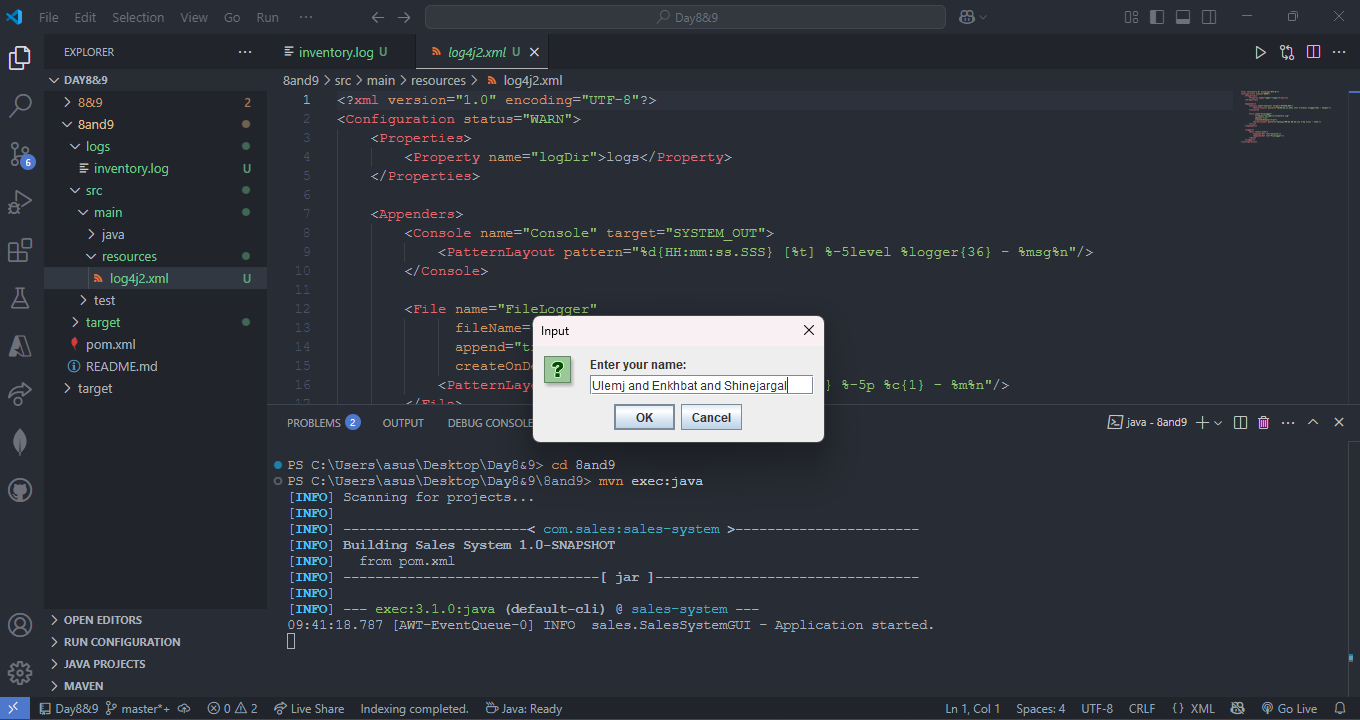 File Edit Selection View Go Run ··· Day8&9
EXPLORER ···
DAY8&9
8&9 2
8and9
logs
inventory.log U
src
main
java
resources
log4j2.xml U
test
target
pom.xml
README.md
target
OPEN EDITORS
RUN CONFIGURATION
JAVA PROJECTS
MAVEN
6
inventory.log U
log4j2.xml U
8and9 > src > main > resources > log4j2.xml
1 <?xml version="1.0" encoding="UTF-8"?>
2 <Configuration status="WARN">
3 <Properties>
4 <Property name="logDir">logs</Property>
5 </Properties>
6
7 <Appenders>
8 <Console name="Console" target="SYSTEM_OUT">
9 <PatternLayout pattern="%d{HH:mm:ss.SSS} [%t] %-5level %logger{36} - %msg%n"/>
10 </Console>
11
12 <File name="FileLogger"
13 fileName=
14 append="t
15 createOnDe
16 <PatternLayo } %-5p %c{1} - %m%n"/>
17 </File>
Input
Enter your name:
Ulemj and Enkhbat and Shinejargal
OK Cancel
PROBLEMS 2 OUTPUT DEBUG CONSOLE
java - 8and9
PS C:\Users\asus\Desktop\Day8&9> cd 8and9
PS C:\Users\asus\Desktop\Day8&9\8and9> mvn exec:java
[INFO] Scanning for projects...
[INFO]
[INFO] -----------------------< com.sales:sales-system >-----------------------
[INFO] Building Sales System 1.0-SNAPSHOT
[INFO] from pom.xml
[INFO] --------------------------------[ jar ]---------------------------------
[INFO]
[INFO] --- exec:3.1.0:java (default-cli) @ sales-system ---
09:41:18.787 [AWT-EventQueue-0] INFO sales.SalesSystemGUI - Application started.
Day8&9 master*+ 0 2 Live Share Indexing completed. Java: Ready Ln 1, Col 1 Spaces: 4 UTF-8 CRLF {} XML Go Live